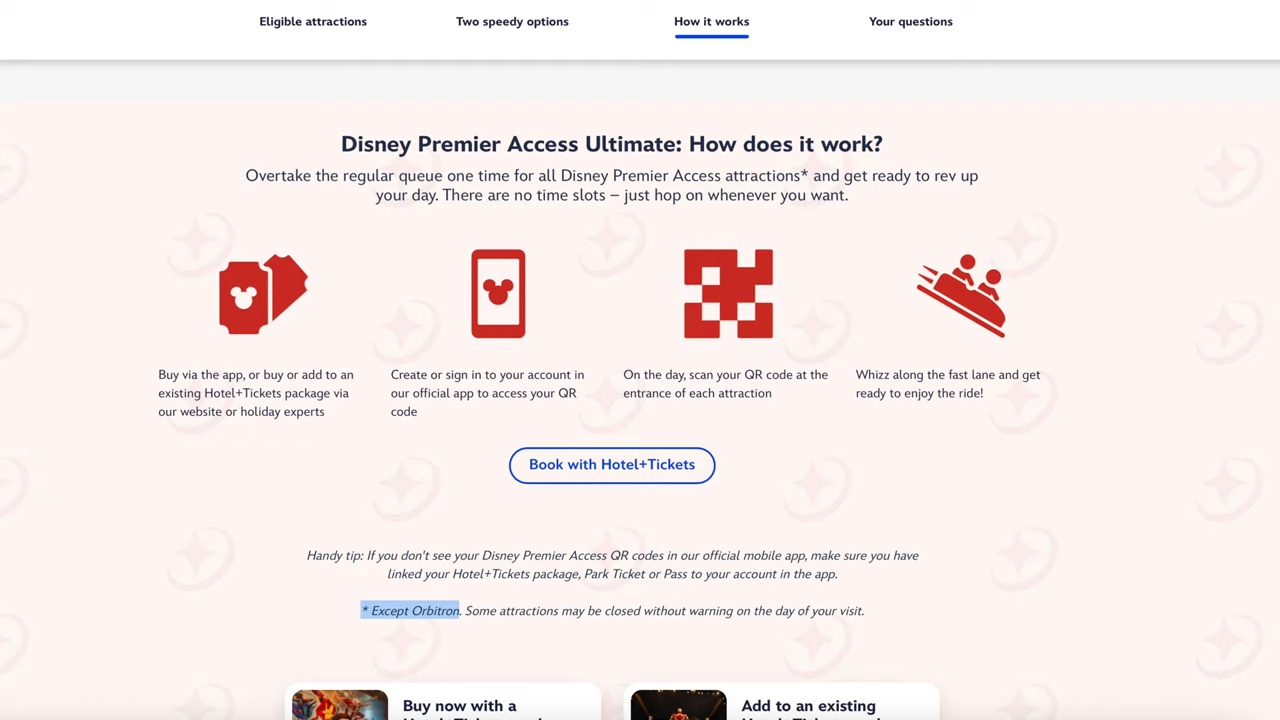 Eligible attractions
Two speedy options
How it works
Your questions
Disney Premier Access Ultimate: How does it work?
Overtake the regular queue one time for all Disney Premier Access attractions* and get ready to rev up
your day. There are no time slots – just hop on whenever you want.
Buy via the app, or buy or add to an
existing Hotel+Tickets package via
our website or holiday experts
Create or sign in to your account in
our official app to access your QR
code
On the day, scan your QR code at the
entrance of each attraction
Whizz along the fast lane and get
ready to enjoy the ride!
Book with Hotel+Tickets
Handy tip: If you don't see your Disney Premier Access QR codes in our official mobile app, make sure you have
linked your Hotel+Tickets package, Park Ticket or Pass to your account in the app.
* Except Orbitron. Some attractions may be closed without warning on the day of your visit.
Buy now with a
Add to an existing